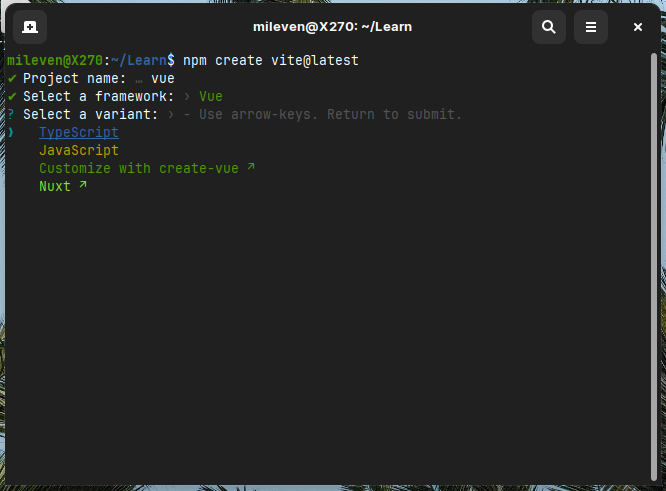 mileven@X270: ~/Learn
mileven@X270:~/Learn$ npm create vite@latest
✔ Project name: … vue
✔ Select a framework: › Vue
? Select a variant: › - Use arrow-keys. Return to submit.
❯   TypeScript
JavaScript
Customize with create-vue ↗
Nuxt ↗